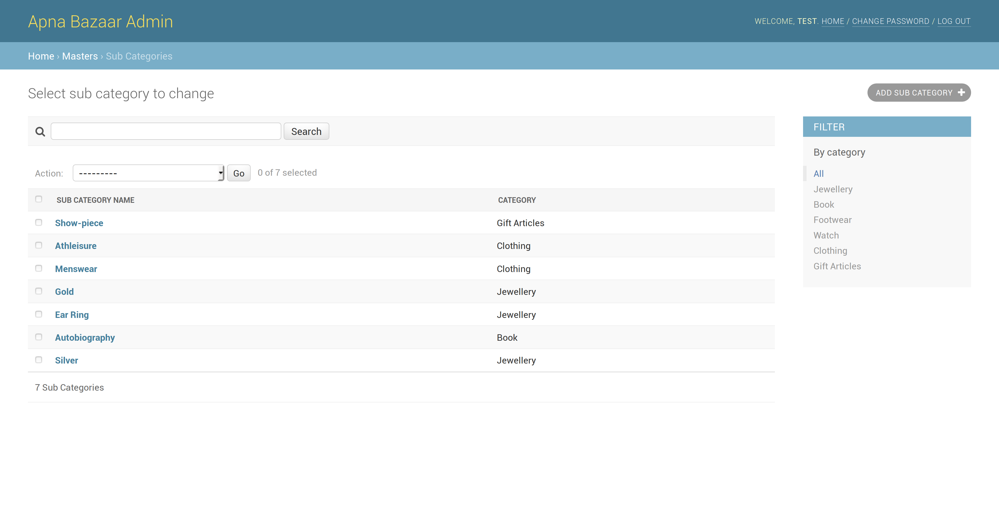 Apna Bazaar Admin
WELCOME, TEST. HOME / CHANGE PASSWORD / LOG OUT
Home › Masters › Sub Categories
Select sub category to change
ADD SUB CATEGORY
Search
FILTER
By category
All
Jewellery
Book
Footwear
Watch
Clothing
Gift Articles
Action: --------- Go 0 of 7 selected
SUB CATEGORY NAME CATEGORY
Show-piece Gift Articles
Athleisure Clothing
Menswear Clothing
Gold Jewellery
Ear Ring Jewellery
Autobiography Book
Silver Jewellery
7 Sub Categories